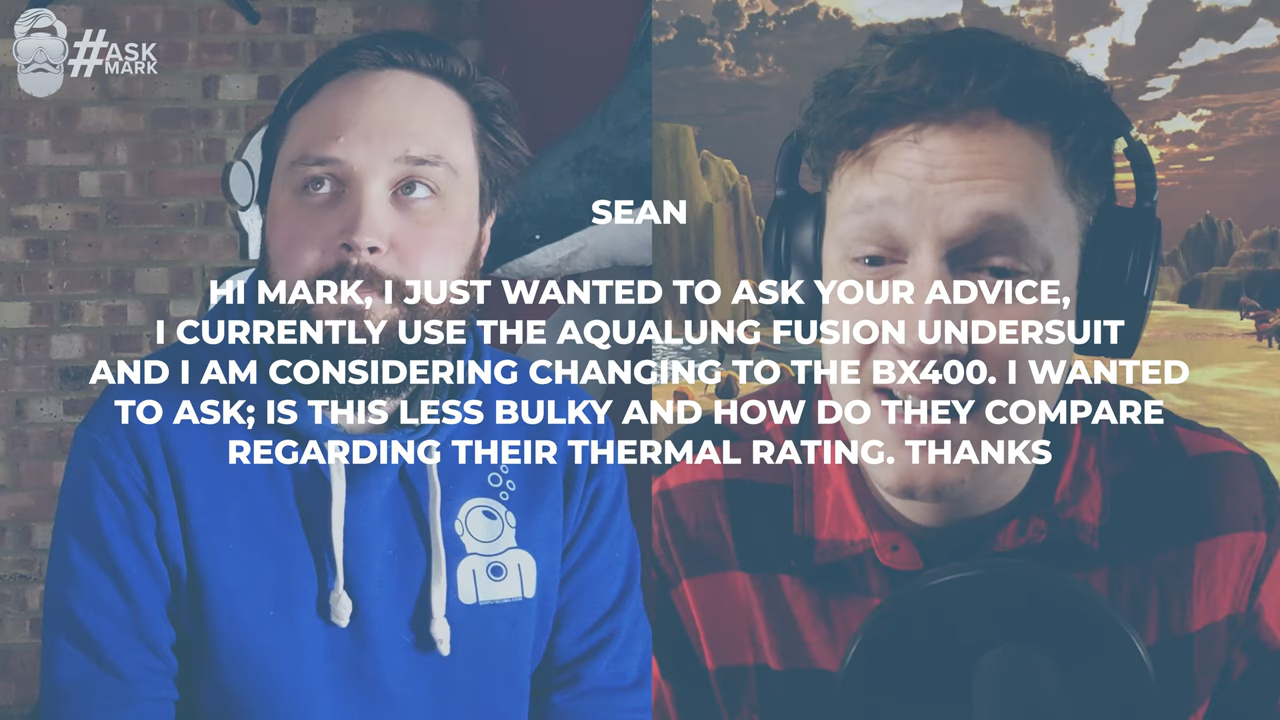 #ASK
MARK
SEAN
HI MARK, I JUST WANTED TO ASK YOUR ADVICE,
I CURRENTLY USE THE AQUALUNG FUSION UNDERSUIT
AND I AM CONSIDERING CHANGING TO THE BX400. I WANTED
TO ASK; IS THIS LESS BULKY AND HOW DO THEY COMPARE
REGARDING THEIR THERMAL RATING. THANKS